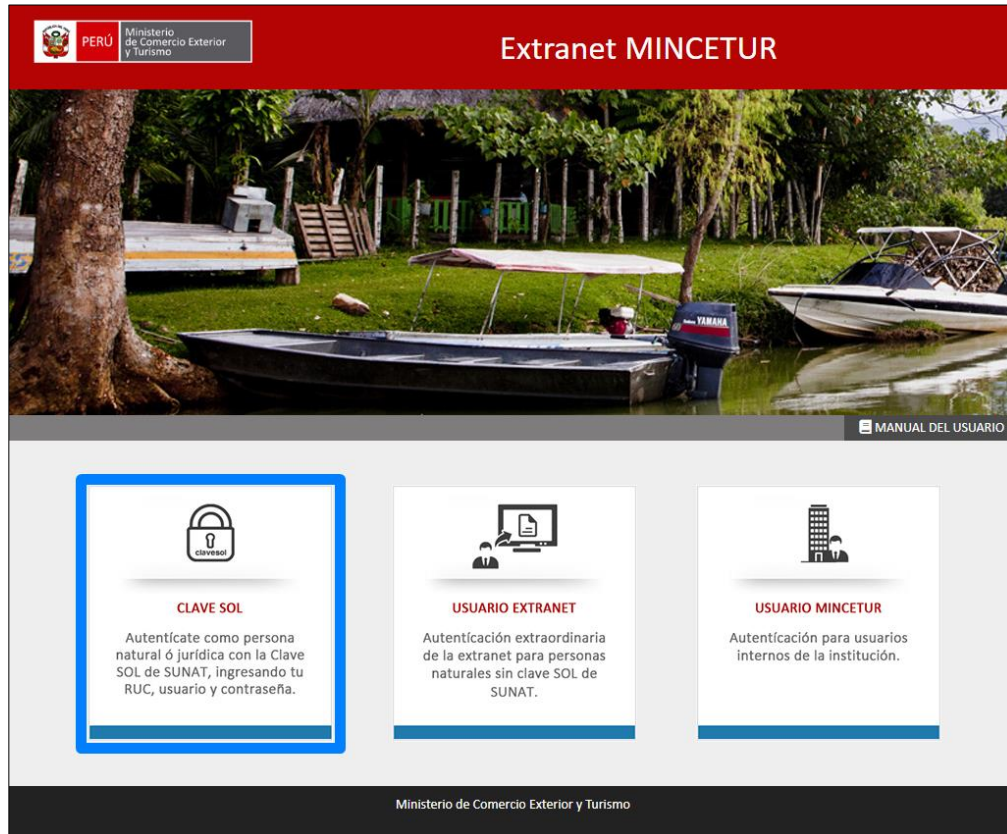 PERÚ
Ministerio
de Comercio Exterior
y Turismo
Extranet MINCETUR
YAMAHA
MANUAL DEL USUARIO
clavesol
CLAVE SOL
Autentícate como persona
natural ó jurídica con la Clave
SOL de SUNAT, ingresando tu
RUC, usuario y contraseña.
USUARIO EXTRANET
Autentícación extraordinaria
de la extranet para personas
naturales sin clave SOL de
SUNAT.
USUARIO MINCETUR
Autentícación para usuarios
internos de la institución.
Ministerio de Comercio Exterior y Turismo